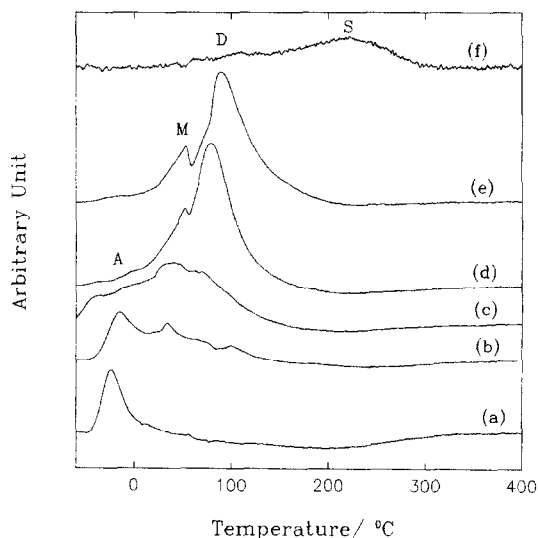 D
S
(f)
M
(e)
A
(d)
(c)
(b)
(a)
Arbitrary Unit
0
100
200
300
400
Temperature/ °C